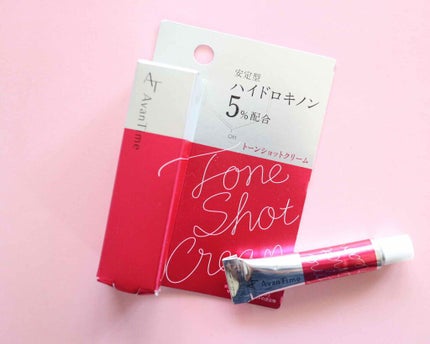 安定型
ハイドロキノン
5%配合
トーンショットクリーム
Tone
Shot
Cream
AT
AvanTime
AvanTime